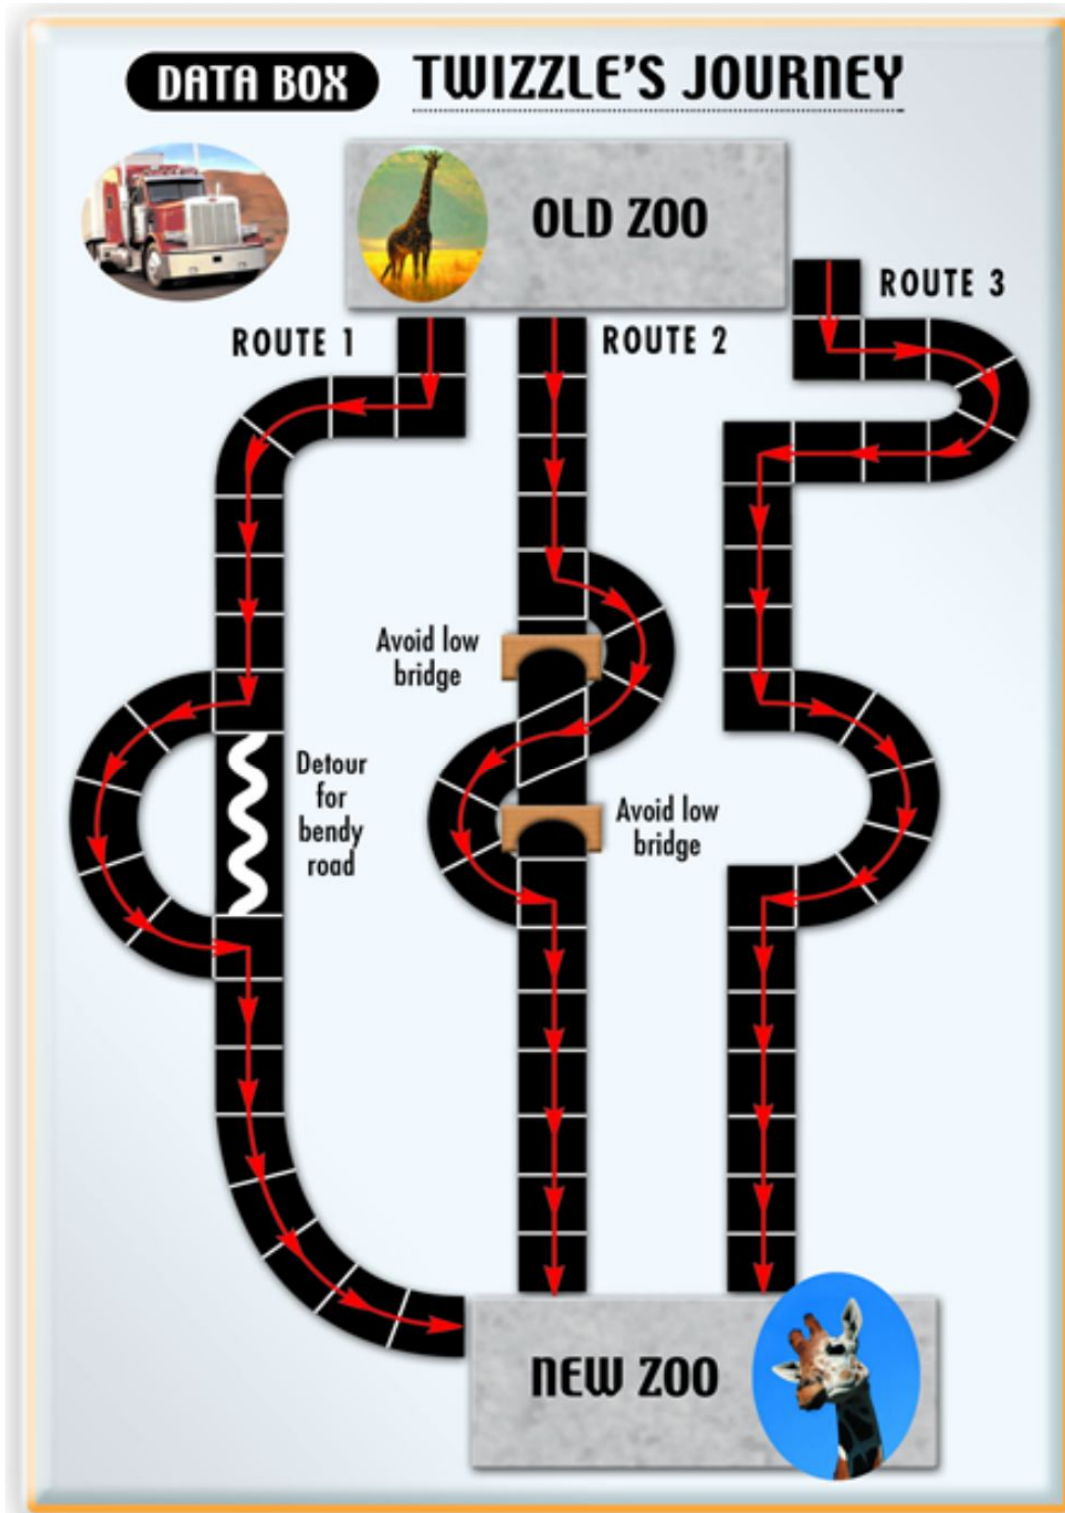 DATA BOX
TWIZZLE'S JOURNEY
OLD ZOO
ROUTE 3
ROUTE 1
ROUTE 2
Avoid low
bridge
Detour
for
bendy
road
Avoid low
bridge
NEW ZOO